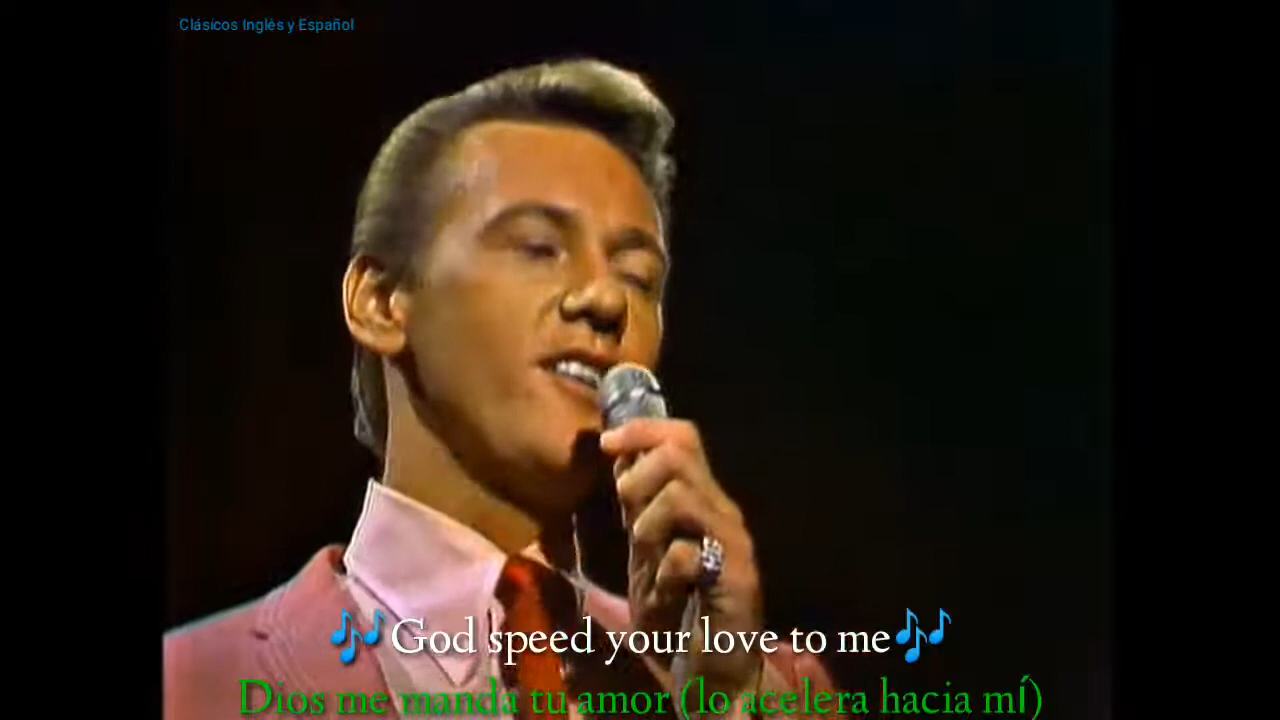 Clásicos Inglés y Español
🎶God speed your love to me🎶
Dios me manda tu amor (lo acelera hacia mí)